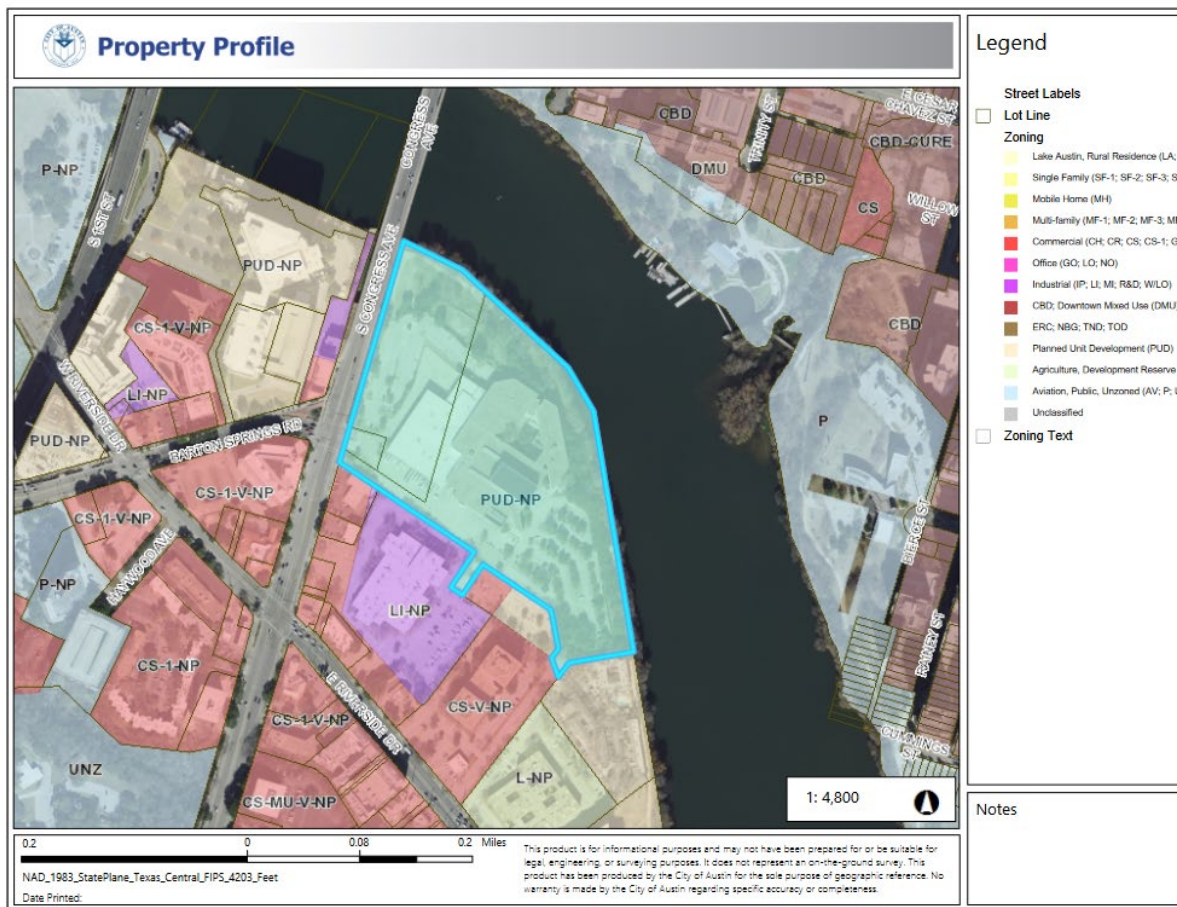 Property Profile
Legend
Street Labels
Lot Line
Zoning
Lake Austin, Rural Residence (LA;
Single Family (SF-1; SF-2; SF-3; S
Mobile Home (MH)
Multi-family (MF-1; MF-2; MF-3; MF
Commercial (CH; CR; CS; CS-1; G
Office (GO; LO; NO)
Industrial (IP; LI; MI; R&D; W/LO)
CBD; Downtown Mixed Use (DMU)
ERC; NBG; TND; TOD
Planned Unit Development (PUD)
Agriculture, Development Reserve
Aviation, Public, Unzoned (AV; P; U
Unclassified
Zoning Text
CONGRESS
AVE
E CESAR
CHAVEZ ST
CBD
TRINITY ST
CBD-CURE
P-NP
DMU
CBD
CS
WILLOW
ST
S 1ST ST
S CONGRESS AVE
PUD-NP
CS-1-V-NP
CBD
LI-NP
W RIVERSIDE DR
PUD-NP
BARTON SPRINGS RD
P
CS-1-V-NP
PUD-NP
CS-1-V-NP
HAYWOOD AVE
RIVER ST
P-NP
LI-NP
RAINEY ST
CS-1-NP
E RIVERSIDE DR
CS-V-NP
CS-1-V-NP
CUMMINGS
ST
UNZ
L-NP
CS-MU-V-NP
1: 4,800
Notes
0.2
0
0.08
0.2 Miles
NAD_1983_StatePlane_Texas_Central_FIPS_4203_Feet
Date Printed:
This product is for informational purposes and may not have been prepared for or be suitable for
legal, engineering, or surveying purposes. It does not represent an on-the-ground survey. This
product has been produced by the City of Austin for the sole purpose of geographic reference. No
warranty is made by the City of Austin regarding specific accuracy or completeness.